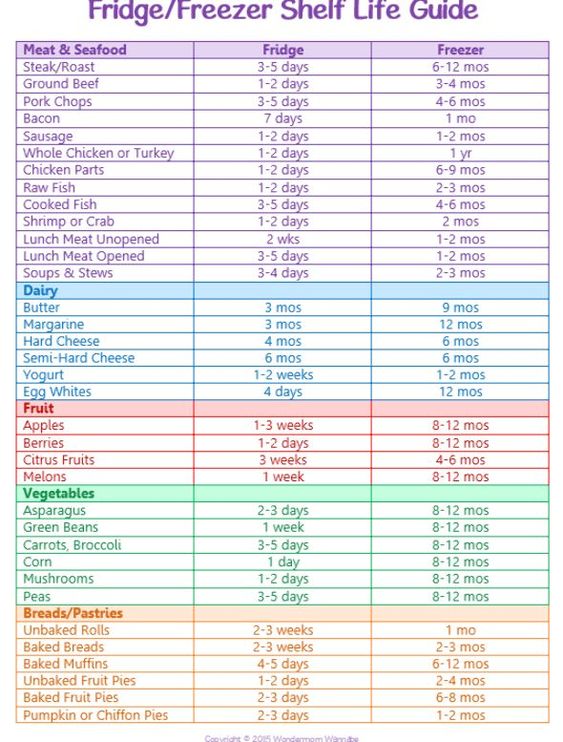 Fridge/Freezer Shelf Life Guide
Meat & Seafood Fridge Freezer
Steak/Roast 3-5 days 6-12 mos
Ground Beef 1-2 days 3-4 mos
Pork Chops 3-5 days 4-6 mos
Bacon 7 days 1 mo
Sausage 1-2 days 1-2 mos
Whole Chicken or Turkey 1-2 days 1 yr
Chicken Parts 1-2 days 6-9 mos
Raw Fish 1-2 days 2-3 mos
Cooked Fish 3-5 days 4-6 mos
Shrimp or Crab 1-2 days 2 mos
Lunch Meat Unopened 2 wks 1-2 mos
Lunch Meat Opened 3-5 days 1-2 mos
Soups & Stews 3-4 days 2-3 mos
Dairy
Butter 3 mos 9 mos
Margarine 3 mos 12 mos
Hard Cheese 4 mos 6 mos
Semi-Hard Cheese 6 mos 6 mos
Yogurt 1-2 weeks 1-2 mos
Egg Whites 4 days 12 mos
Fruit
Apples 1-3 weeks 8-12 mos
Berries 1-2 days 8-12 mos
Citrus Fruits 3 weeks 4-6 mos
Melons 1 week 8-12 mos
Vegetables
Asparagus 2-3 days 8-12 mos
Green Beans 1 week 8-12 mos
Carrots, Broccoli 3-5 days 8-12 mos
Corn 1 day 8-12 mos
Mushrooms 1-2 days 8-12 mos
Peas 3-5 days 8-12 mos
Breads/Pastries
Unbaked Rolls 2-3 weeks 1 mo
Baked Breads 2-3 weeks 2-3 mos
Baked Muffins 4-5 days 6-12 mos
Unbaked Fruit Pies 1-2 days 2-4 mos
Baked Fruit Pies 2-3 days 6-8 mos
Pumpkin or Chiffon Pies 2-3 days 1-2 mos
Copyright © 2015 Wandermom Wannabe